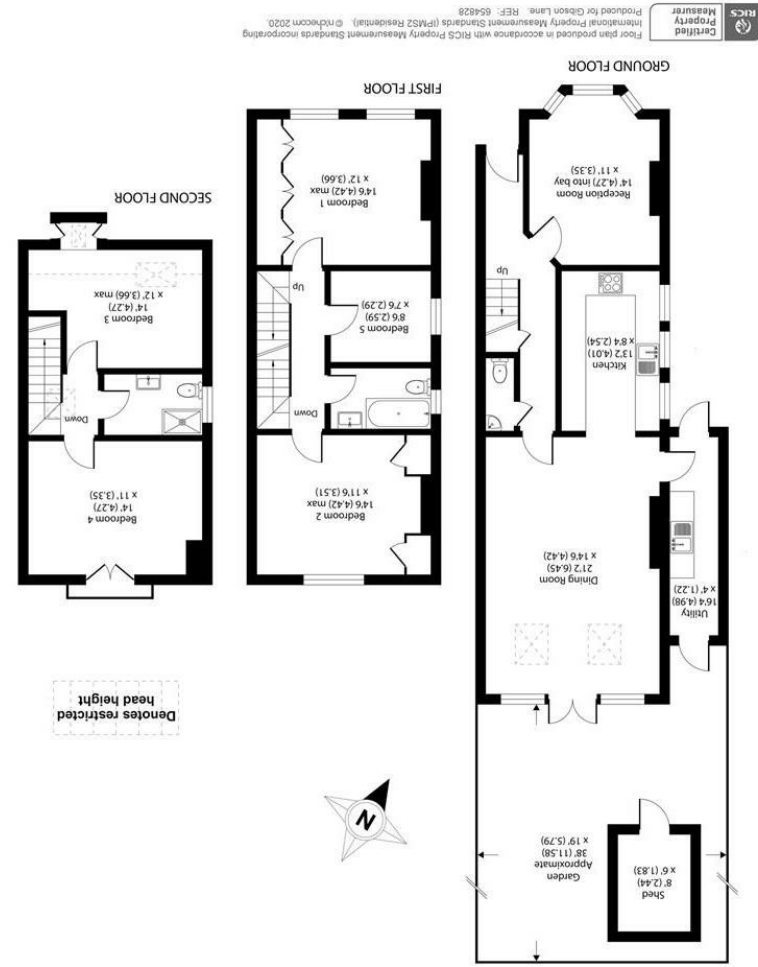 Shed
8' (2.44)
x 6' (1.83)
Garden
Approximate
38' (11.58)
x 19' (5.79)
N
Denotes restricted
head height
Utility
16'4 (4.98)
x 4' (1.22)
Dining Room
21'2 (6.45)
x 14'6 (4.42)
Kitchen
13'2 (4.01)
x 8'4 (2.54)
Up
Reception Room
14' (4.27) into bay
x 11' (3.35)
GROUND FLOOR
Bedroom 2
14'6 (4.42) max
x 11'6 (3.51)
Down
Bedroom 5
8'6 (2.59)
x 7'6 (2.29)
Up
Bedroom 1
14'6 (4.42) max
x 12' (3.66)
FIRST FLOOR
Bedroom 4
14' (4.27)
x 11' (3.35)
Down
Bedroom 3
14' (4.27)
x 12' (3.66) max
SECOND FLOOR
RICS
Certified
Property
Measurer
Floor plan produced in accordance with RICS Property Measurement Standards incorporating
International Property Measurement Standards (IPMS2 Residential). ©nichecom 2020.
Produced for Gibson Lane. REF: 654828